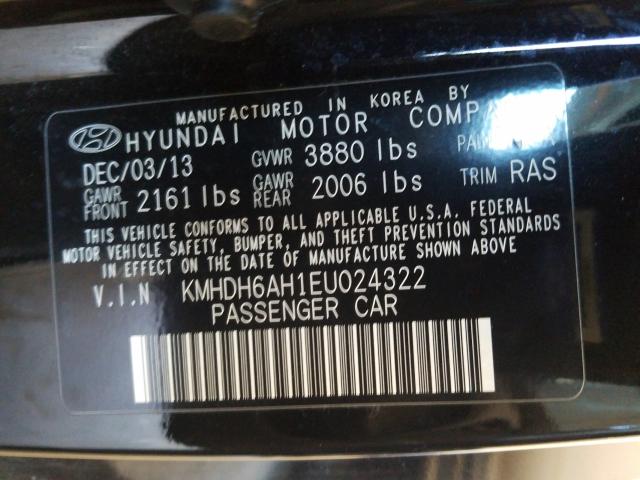 MANUFACTURED IN KOREA BY
HYUNDAI MOTOR COMPA
DEC/03/13 GVWR 3880 lbs
GAWR FRONT 2161 lbs GAWR REAR 2006 lbs TRIM RAS
THIS VEHICLE CONFORMS TO ALL APPLICABLE U.S.A. FEDERAL
MOTOR VEHICLE SAFETY, BUMPER, AND THEFT PREVENTION STANDARDS
IN EFFECT ON THE DATE OF MANUFACTURE SHOWN ABOVE
V.I.N KMHDH6AH1EU024322
PASSENGER CAR